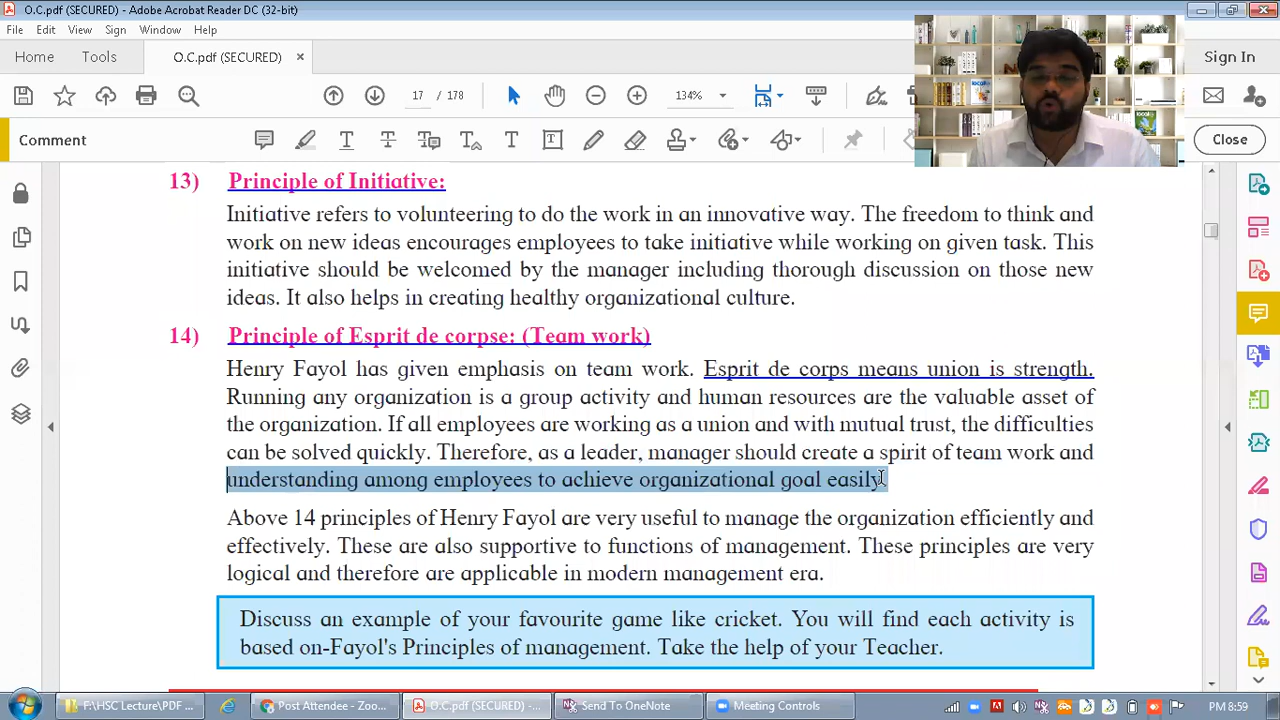 O.C.pdf (SECURED) - Adobe Acrobat Reader DC (32-bit)
File Edit View Sign Window Help
Home Tools O.C.pdf (SECURED) × Sign In
17 / 178 134%
Comment Close
13) Principle of Initiative:
Initiative refers to volunteering to do the work in an innovative way. The freedom to think and
work on new ideas encourages employees to take initiative while working on given task. This
initiative should be welcomed by the manager including thorough discussion on those new
ideas. It also helps in creating healthy organizational culture.
14) Principle of Esprit de corpse: (Team work)
Henry Fayol has given emphasis on team work. Esprit de corps means union is strength.
Running any organization is a group activity and human resources are the valuable asset of
the organization. If all employees are working as a union and with mutual trust, the difficulties
can be solved quickly. Therefore, as a leader, manager should create a spirit of team work and
understanding among employees to achieve organizational goal easily.
Above 14 principles of Henry Fayol are very useful to manage the organization efficiently and
effectively. These are also supportive to functions of management. These principles are very
logical and therefore are applicable in modern management era.
Discuss an example of your favourite game like cricket. You will find each activity is
based on-Fayol's Principles of management. Take the help of your Teacher.
F:\HSC Lecture\PDF ... Post Attendee - Zoo... O.C.pdf (SECURED) ... Send To OneNote Meeting Controls PM 8:59